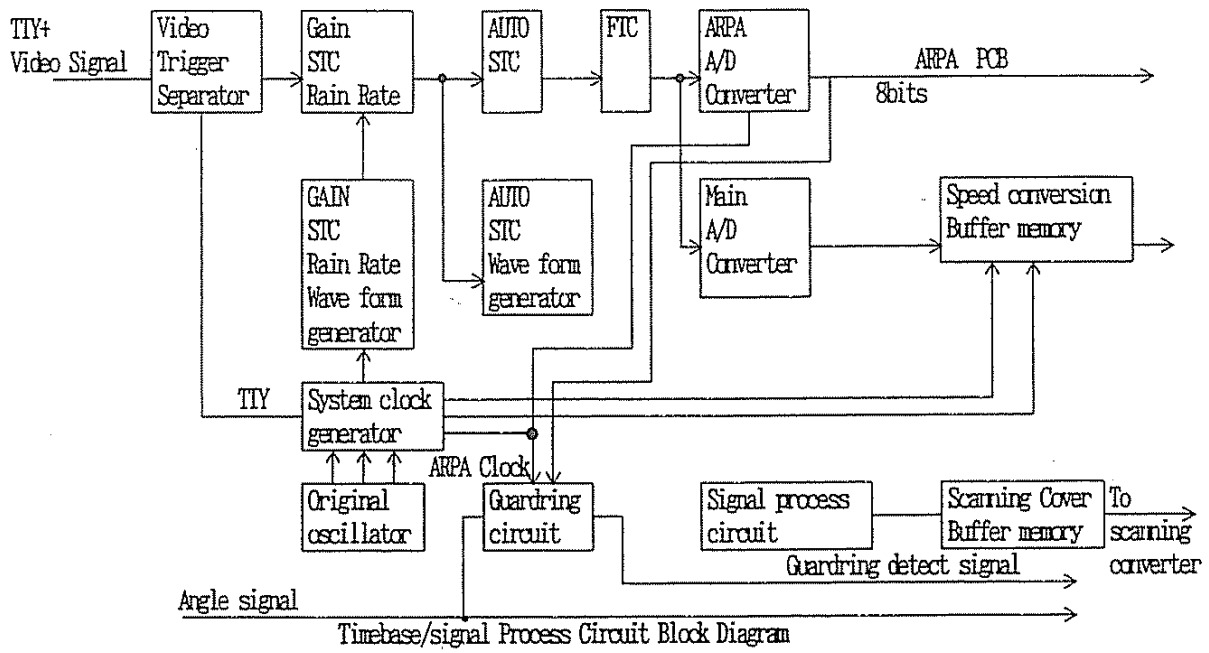 TTY+
Video Signal
Video
Trigger
Separator
Gain
STC
Rain Rate
AUTO
STC
FTC
ARPA
A/D
Converter
ARPA PCB
8bits
GAIN
STC
Rain Rate
Wave form
generator
AUTO
STC
Wave form
generator
Main
A/D
Converter
Speed conversion
Buffer memory
TTY
System clock
generator
ARPA Clock
Original
oscillator
Guardring
circuit
Signal process
circuit
Scanning Cover
Buffer memory
To
scanning
converter
Guardring detect signal
Angle signal
Timebase/signal Process Circuit Block Diagram